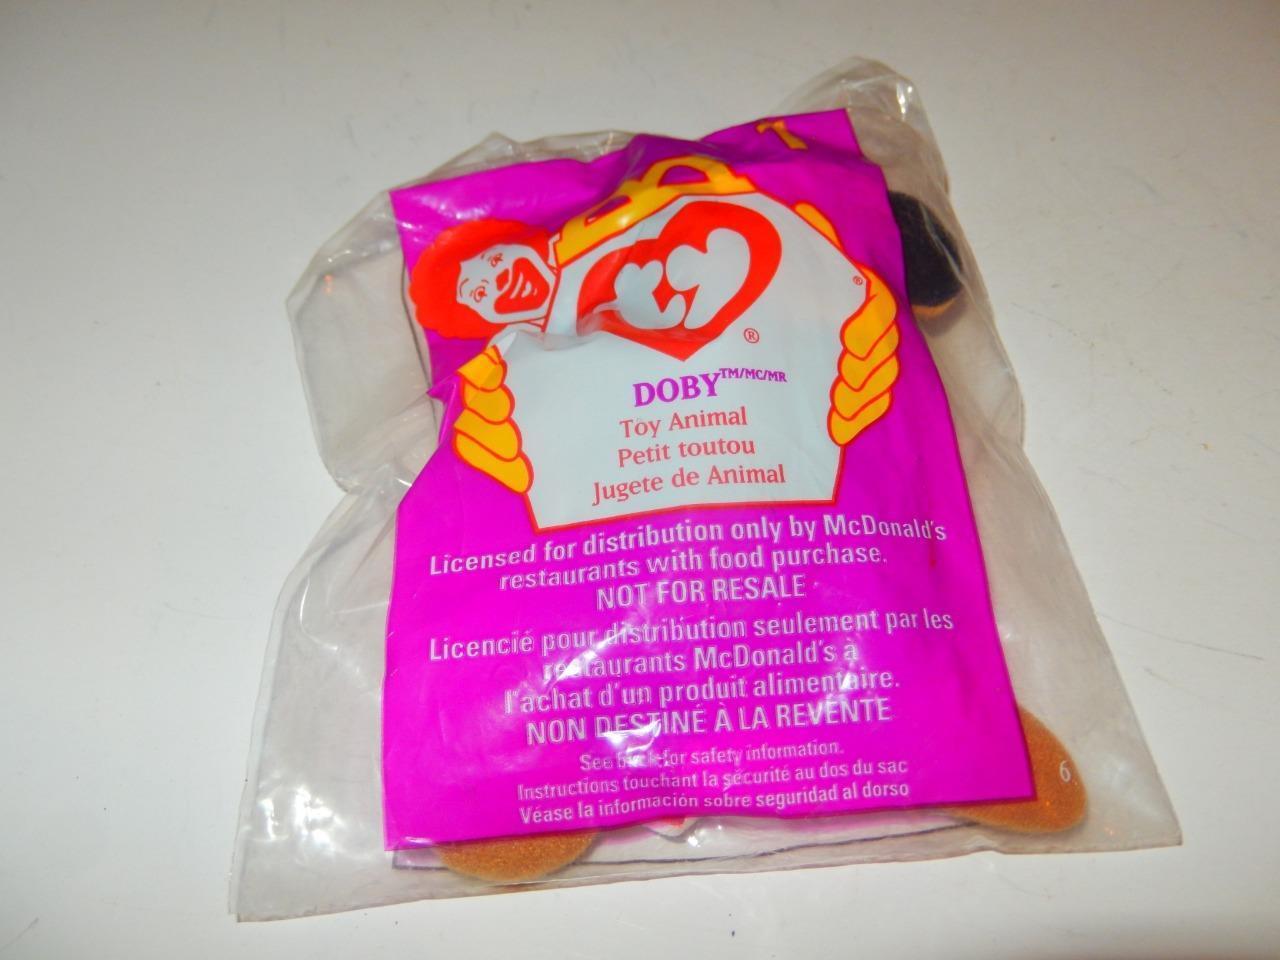 7
ty®
DOBY™/MC/MR
Toy Animal
Petit toutou
Jugete de Animal
Licensed for distribution only by McDonald's
restaurants with food purchase.
NOT FOR RESALE
Licencié pour distribution seulement par les
restaurants McDonald's à
l'achat d'un produit alimentaire.
NON DESTINÉ À LA REVENTE
See back for safety information.
Instructions touchant la sécurité au dos du sac
Véase la información sobre seguridad al dorso
6